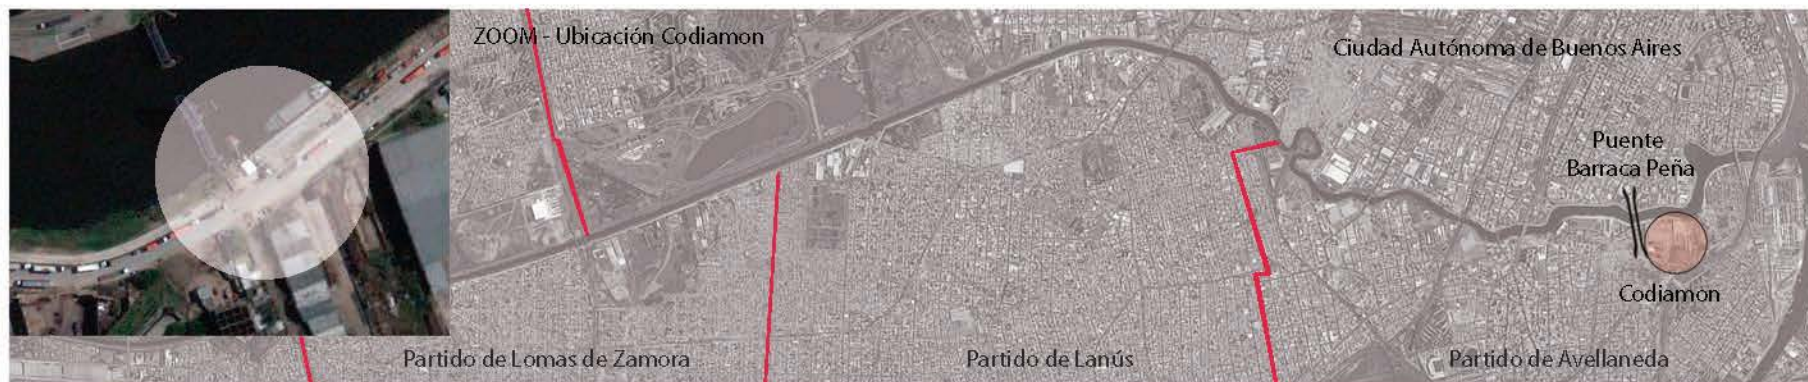 ZOOM - Ubicación Codiamon
Ciudad Autónoma de Buenos Aires
Puente
Barraca Peña
Codiamon
Partido de Lomas de Zamora
Partido de Lanús
Partido de Avellaneda